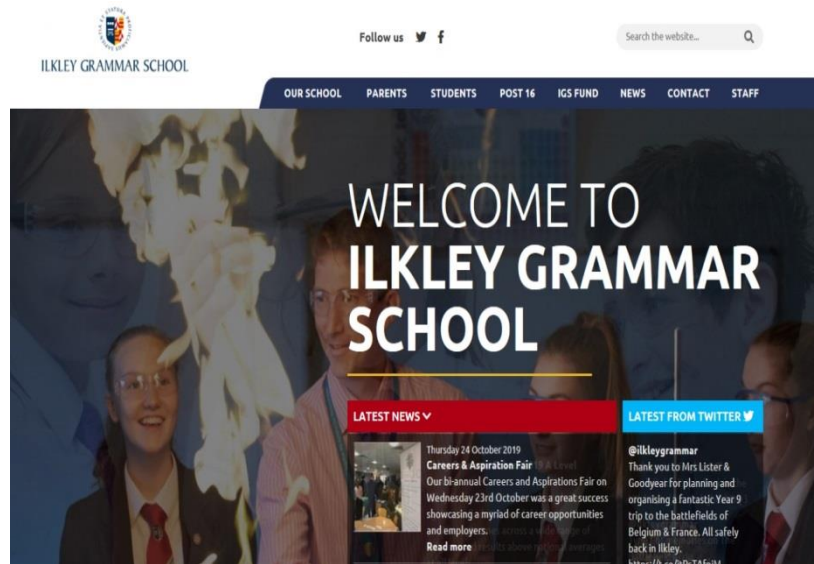 ILKLEY GRAMMAR SCHOOL
Follow us
Search the website...
OUR SCHOOL PARENTS STUDENTS POST 16 IGS FUND NEWS CONTACT STAFF
WELCOME TO
ILKLEY GRAMMAR
SCHOOL
LATEST NEWS
Thursday 24 October 2019
Careers & Aspiration Fair
Our bi-annual Careers and Aspirations Fair on
Wednesday 23rd October was a great success
showcasing a myriad of career opportunities
and employers.
Read more
LATEST FROM TWITTER
@ilkleygrammar
Thank you to Mrs Lister &
Goodyear for planning and
organising a fantastic Year 9
trip to the battlefields of
Belgium & France. All safely
back in Ilkley.